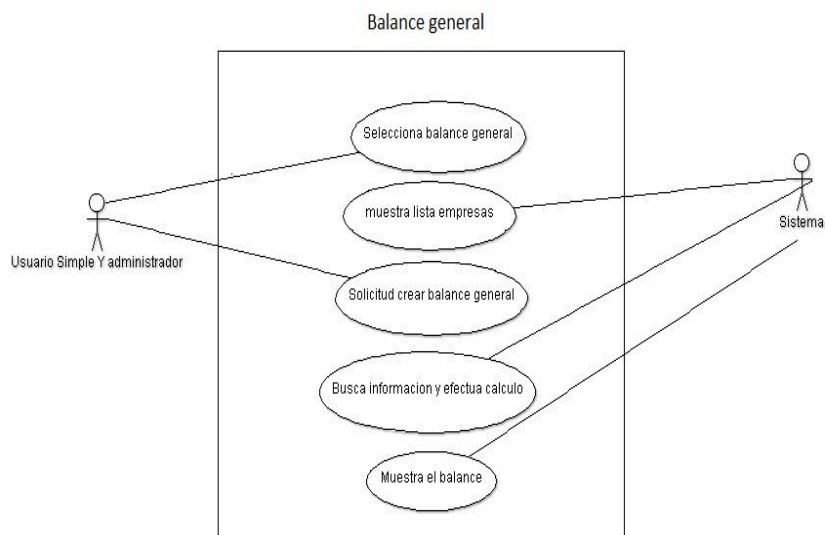 Balance general
Selecciona balance general
muestra lista empresas
Sistema
Usuario Simple Y administrador
Solicitud crear balance general
Busca informacion y efectua calculo
Muestra el balance